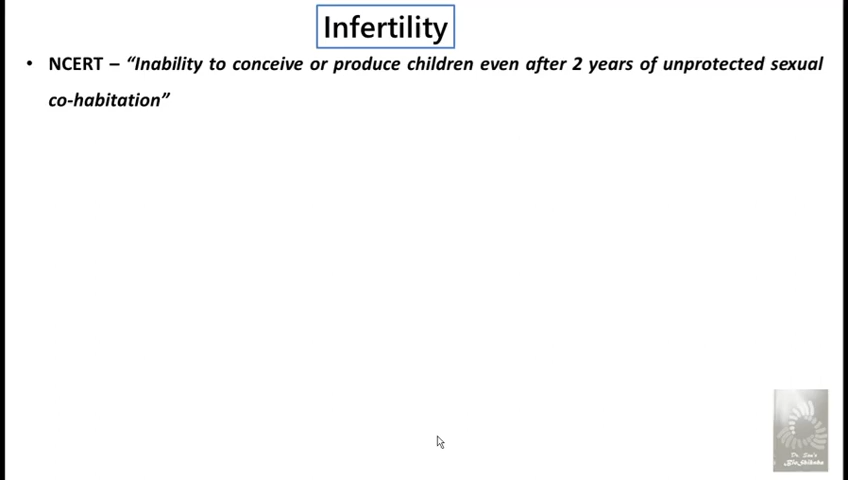 Infertility
• NCERT – “Inability to conceive or produce children even after 2 years of unprotected sexual
co-habitation”